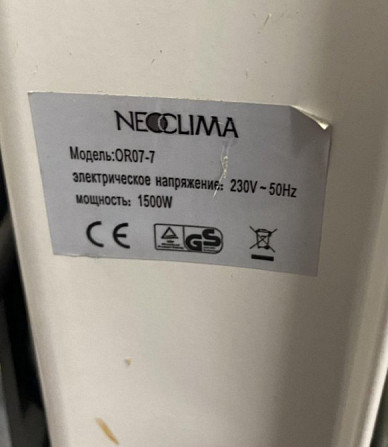 NEOCLIMA
Модель:OR07-7
электрическое напряжение: 230V ~ 50Hz
мощность: 1500W
CE
GS